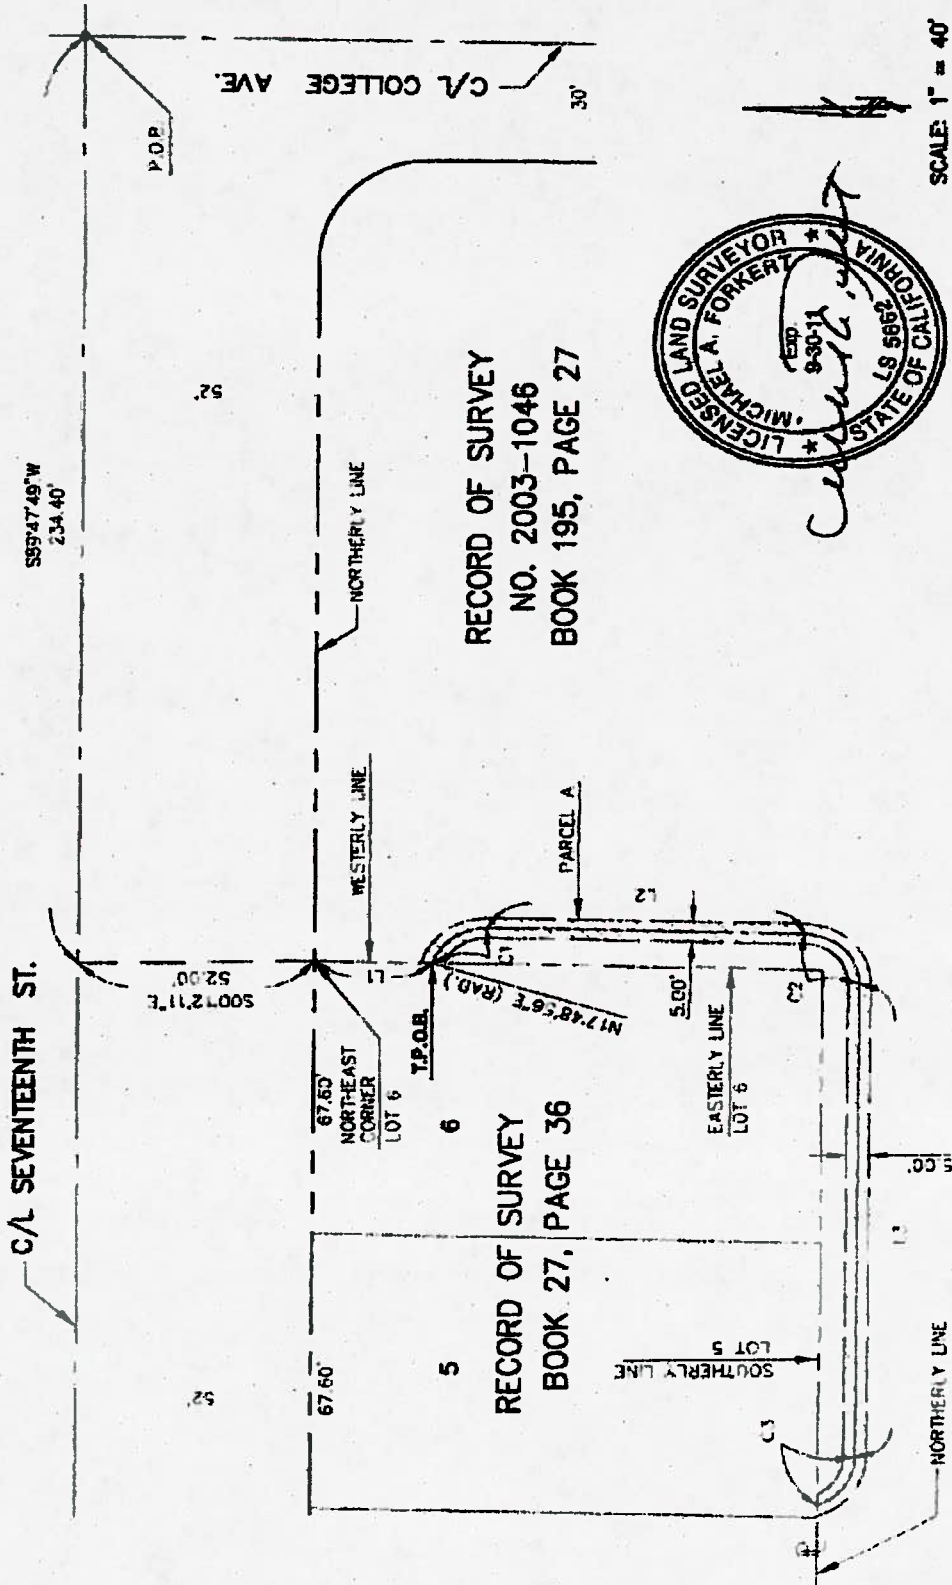 C/L SEVENTEENTH ST.
S89°47'49"W
234.40'
P.O.B.
C/L COLLEGE AVE.
30'
52'
52'
NORTHERLY LINE
S00°12'11"E
52.00'
67.60'
67.60'
NORTHEAST
CORNER
LOT 6
WESTERLY LINE
L1
T.P.O.B.
N17°48'56"E (RAD.)
C1
PARCEL A
L2
5.00'
EASTERLY LINE
LOT 6
C2
6
5
RECORD OF SURVEY
BOOK 27, PAGE 36
RECORD OF SURVEY
NO. 2003-1046
BOOK 195, PAGE 27
SOUTHERLY LINE
LOT 5
C3
5.00'
NORTHERLY LINE
LICENSED LAND SURVEYOR
MICHAEL A. FORKERT
Exp.
9-30-11
LS 5862
STATE OF CALIFORNIA
SCALE: 1" = 40'